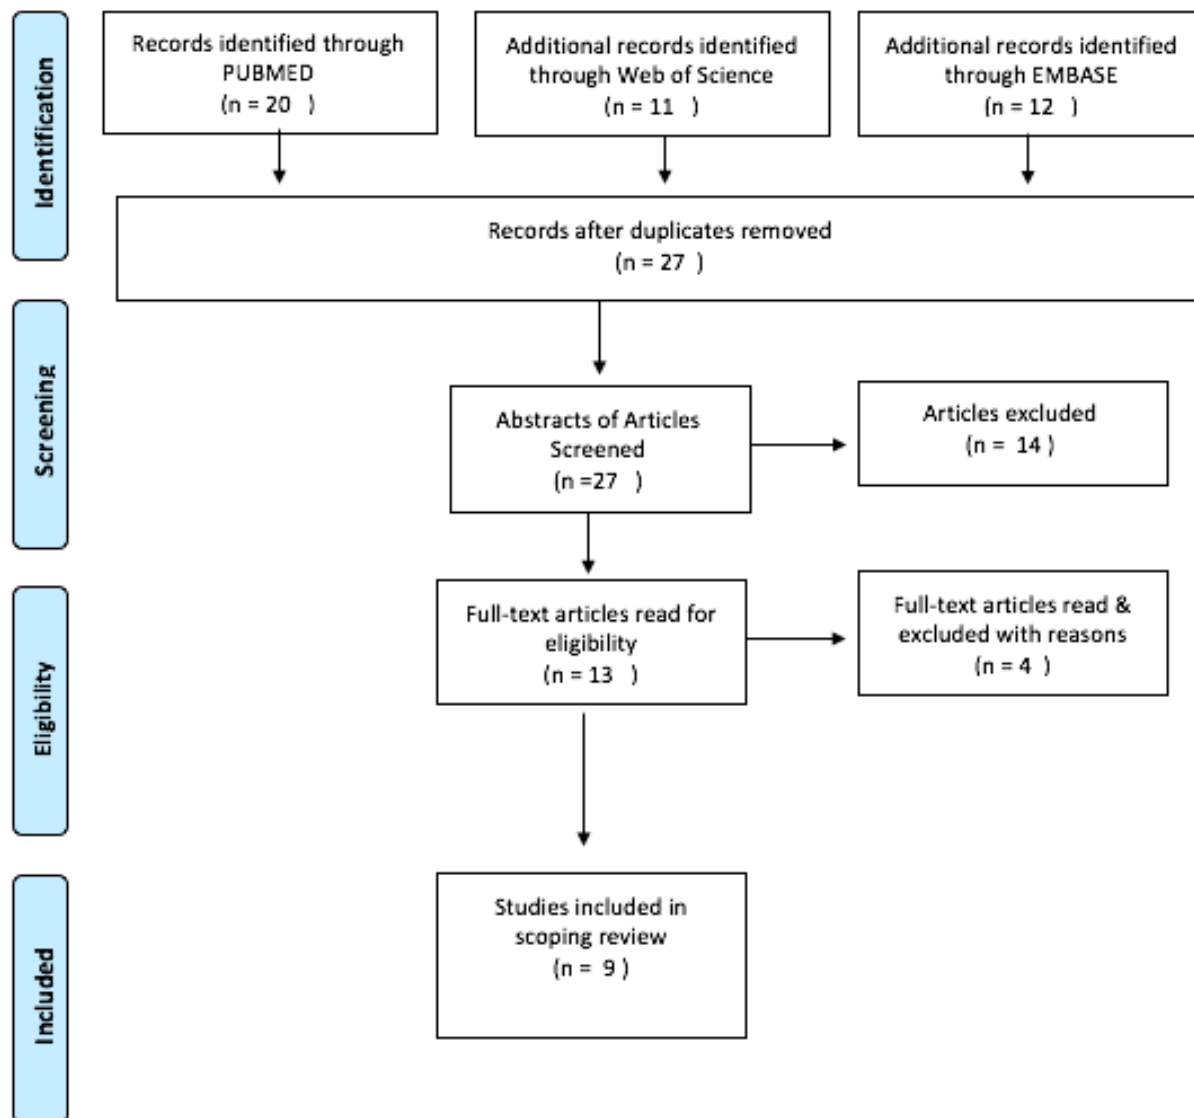 Identification
Records identified through
PUBMED
(n = 20 )
Additional records identified
through Web of Science
(n = 11 )
Additional records identified
through EMBASE
(n = 12 )
Records after duplicates removed
(n = 27 )
Screening
Abstracts of Articles
Screened
(n =27 )
Articles excluded
(n = 14 )
Eligibility
Full-text articles read for
eligibility
(n = 13 )
Full-text articles read &
excluded with reasons
(n = 4 )
Included
Studies included in
scoping review
(n = 9 )